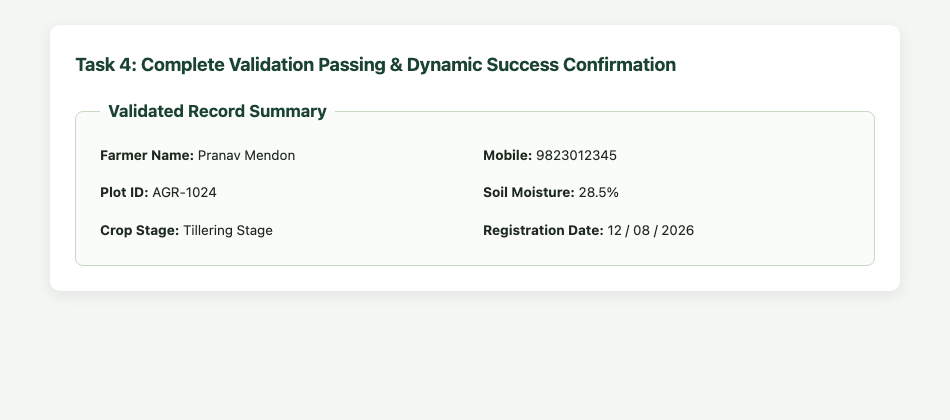 Task 4: Complete Validation Passing & Dynamic Success Confirmation
Validated Record Summary
Farmer Name: Pranav Mendon
Mobile: 9823012345
Plot ID: AGR-1024
Soil Moisture: 28.5%
Crop Stage: Tillering Stage
Registration Date: 12 / 08 / 2026